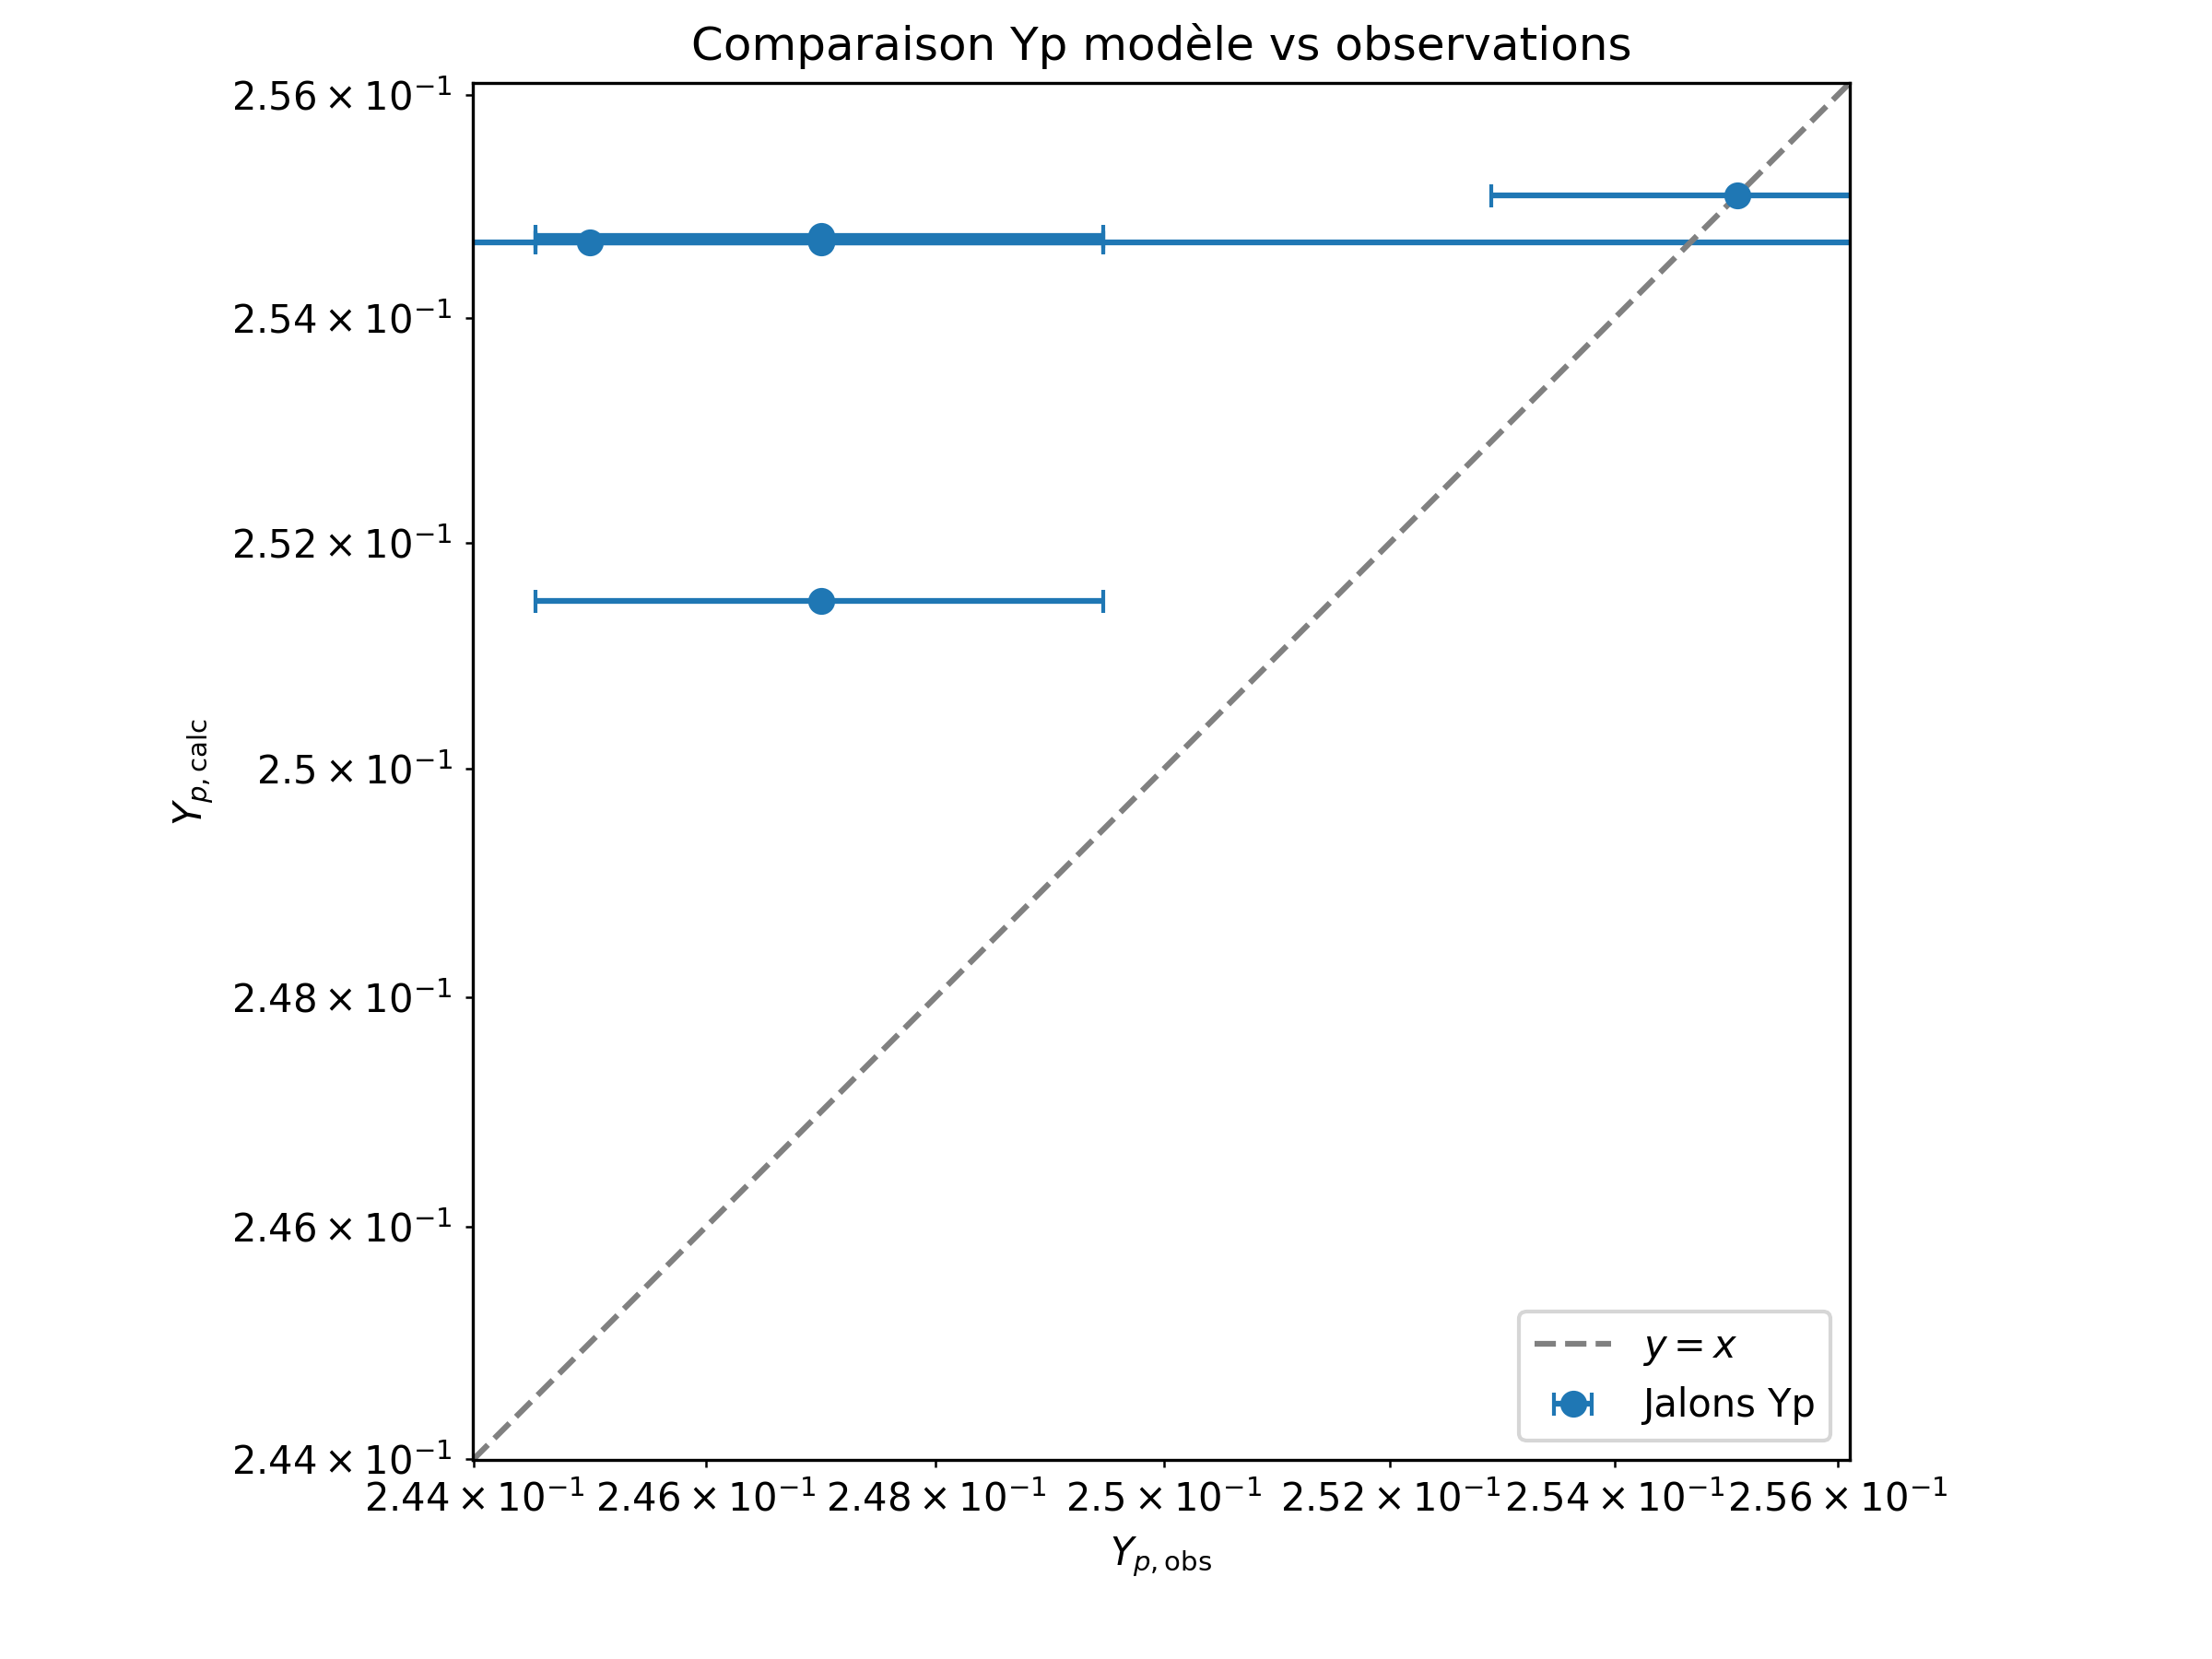 Comparaison Yp modèle vs observations
2.56 × 10⁻¹
2.54 × 10⁻¹
2.52 × 10⁻¹
2.5 × 10⁻¹
2.48 × 10⁻¹
2.46 × 10⁻¹
2.44 × 10⁻¹
Y_{p, calc}
y = x
Jalons Yp
2.44 × 10⁻¹ 2.46 × 10⁻¹ 2.48 × 10⁻¹ 2.5 × 10⁻¹ 2.52 × 10⁻¹ 2.54 × 10⁻¹ 2.56 × 10⁻¹
Y_{p, obs}